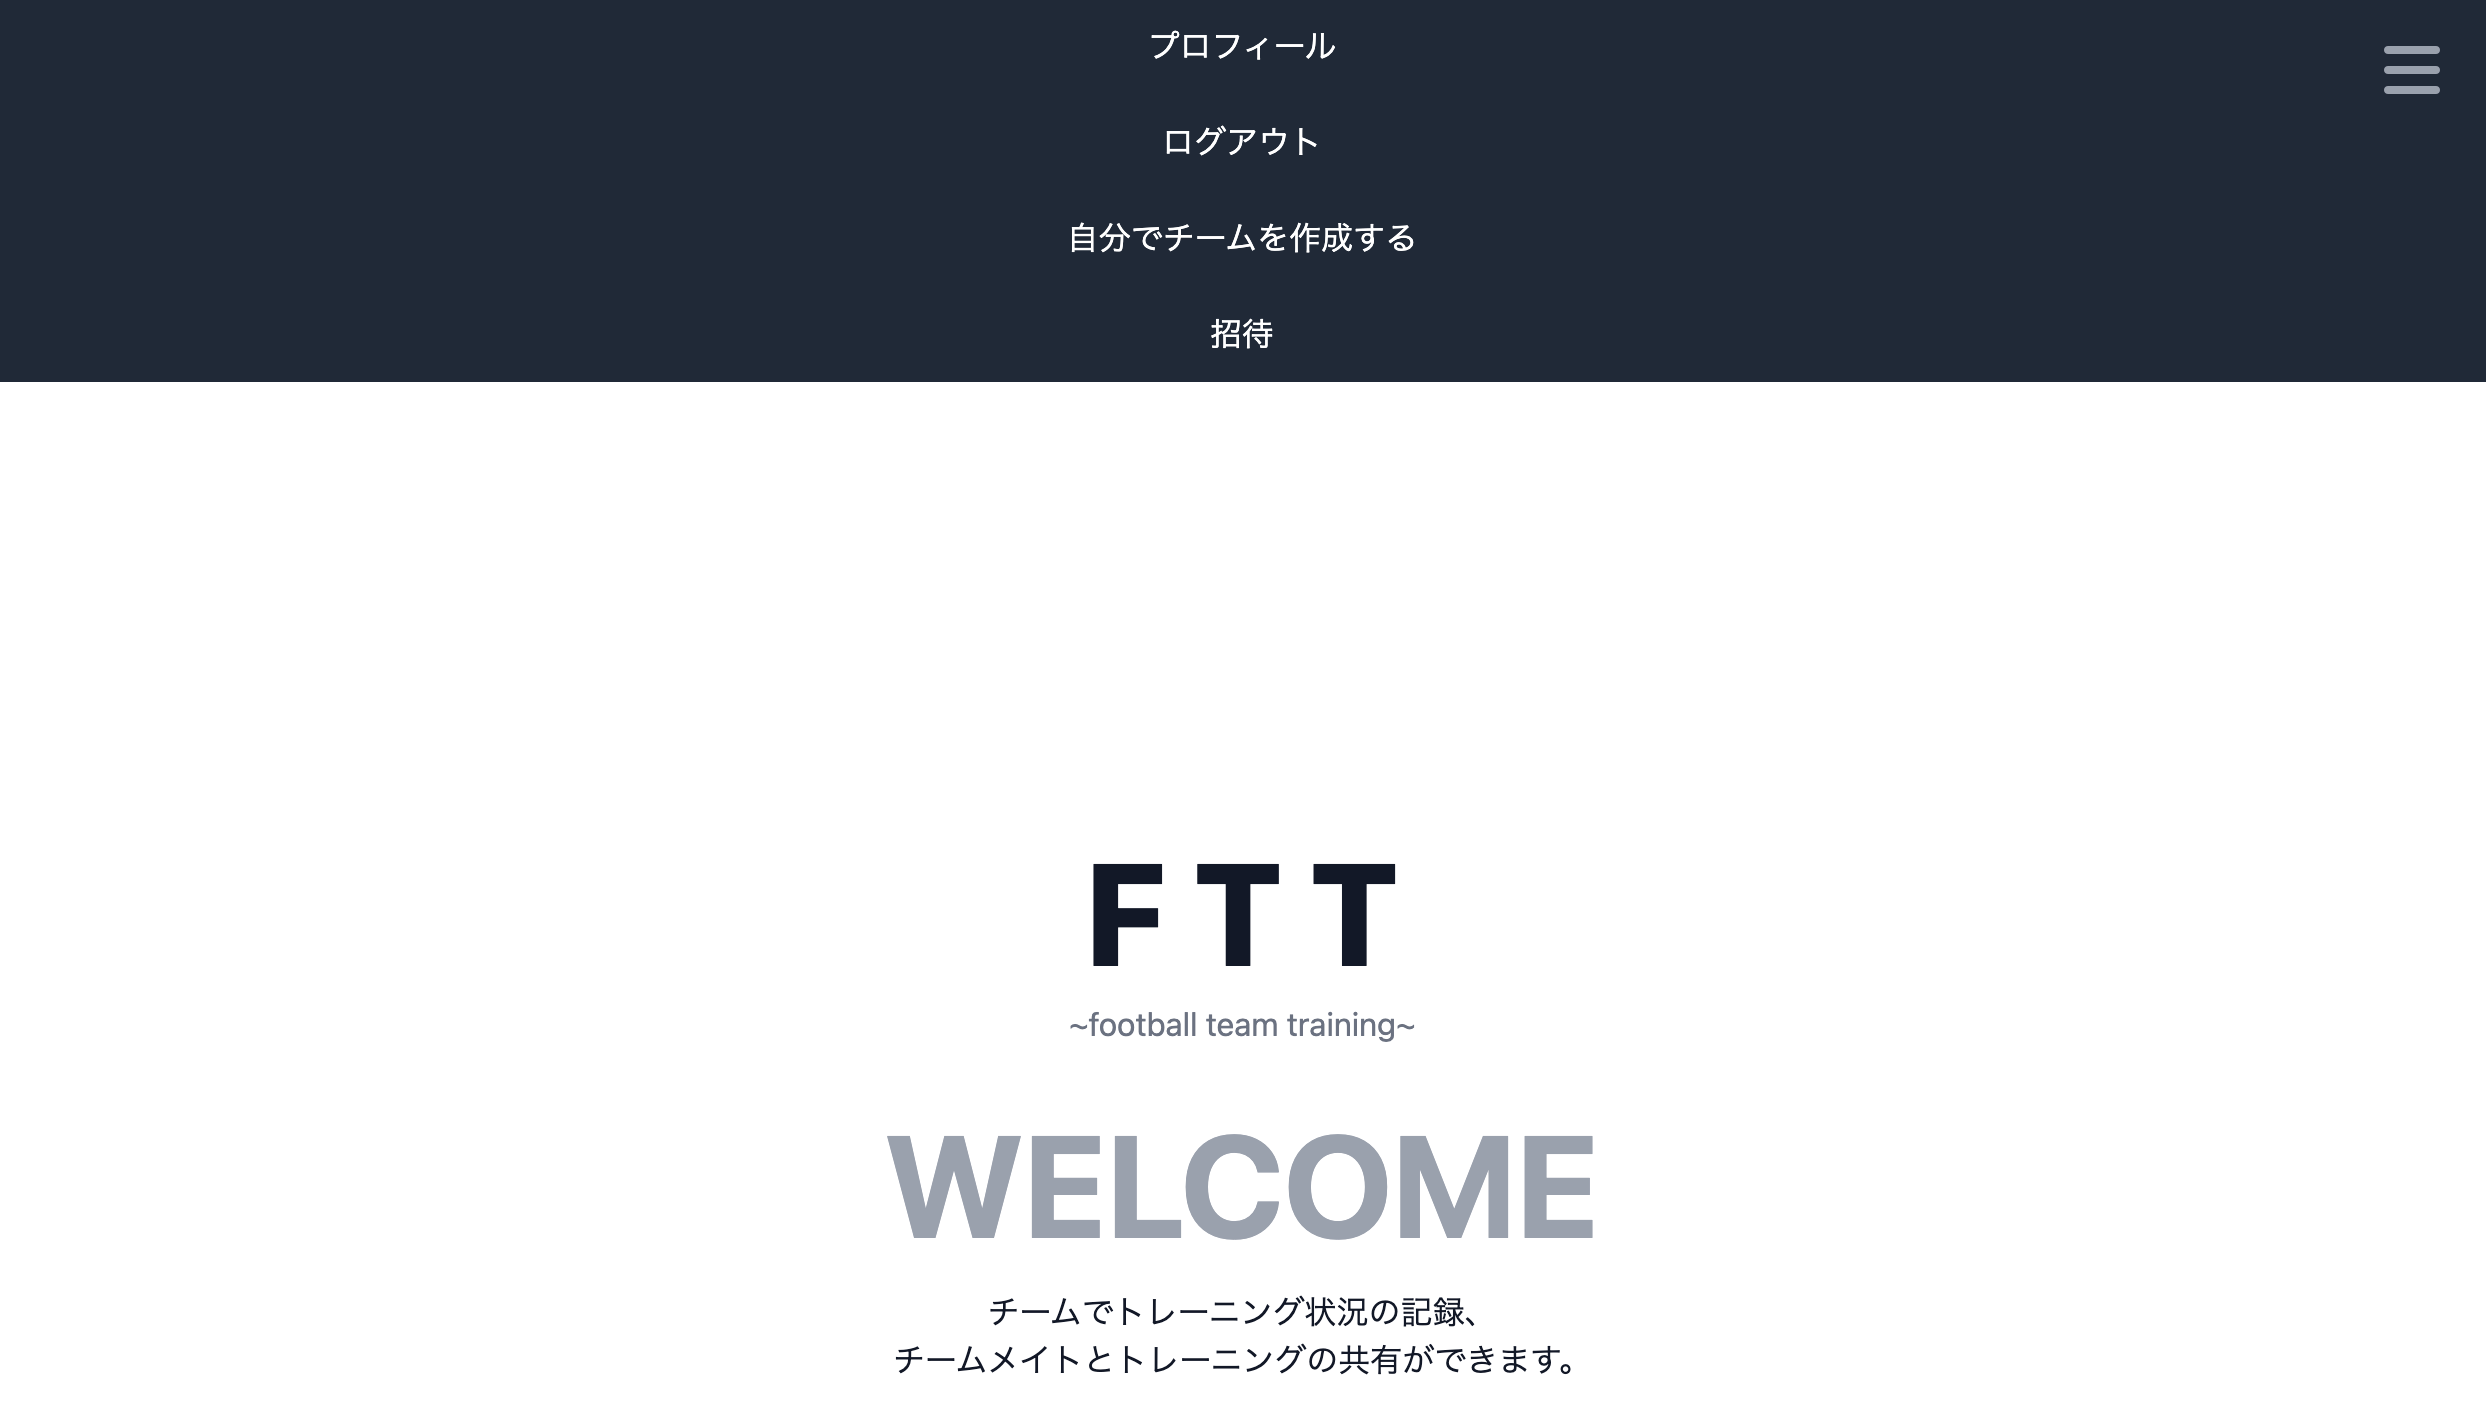 プロフィール
ログアウト
自分でチームを作成する
招待
FTT
~football team training~
WELCOME
チームでトレーニング状況の記録、
チームメイトとトレーニングの共有ができます。